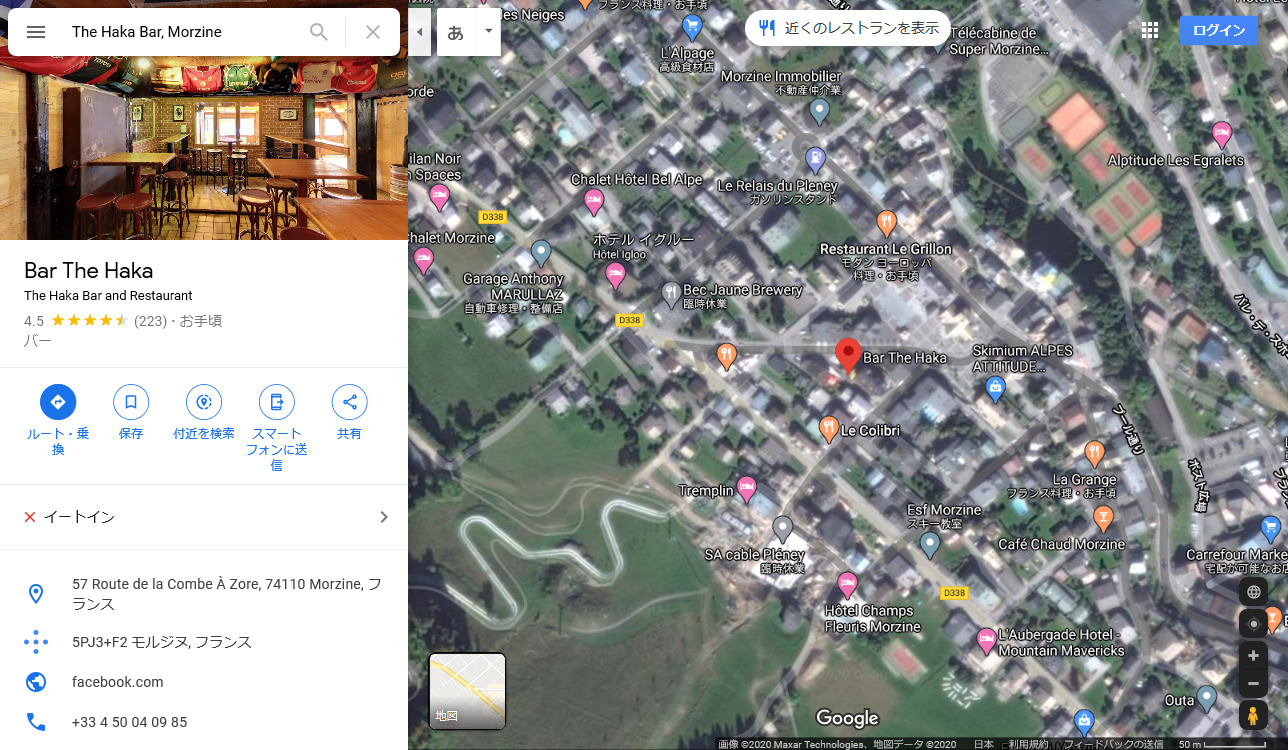 The Haka Bar, Morzine
Bar The Haka
The Haka Bar and Restaurant
4.5 (223)・お手頃
バー
ルート・乗
換
保存
付近を検索
スマート
フォンに送
信
共有
イートイン
57 Route de la Combe À Zore, 74110 Morzine, フ
ランス
5PJ3+F2 モルジヌ, フランス
facebook.com
+33 4 50 04 09 85
あ
近くのレストランを表示
ログイン
des Neiges
フランス料理・お手頃
L'Alpage
高級食材店
Télécabine de
Super Morzine...
Morzine Immobilier
不動産仲介業
Alptitude Les Egralets
Chalet Hôtel Bel Alpe
Le Relais du Pleney
ガソリンスタンド
D338
Chalet Morzine
ホテル イグルー
Hôtel Igloo
Restaurant Le Grillon
モダン ヨーロッパ
料理・お手頃
Garage Anthony
MARULLAZ
自動車修理・整備店
Bec Jaune Brewery
臨時休業
D338
Bar The Haka
Skimium ALPES
ATTITUDE...
Le Colibri
プール通り
La Grange
フランス料理・お手頃
ポスト広場
Tremplin
Esf Morzine
スキー教室
SA cable Pléney
臨時休業
Café Chaud Morzine
Carrefour Marke
宅配が可能なお店
D338
Hôtel Champs
Fleuris Morzine
L'Aubergade Hotel -
Mountain Mavericks
Outa
地図
Google
画像 ©2020 Maxar Technologies、地図データ ©2020
日本
利用規約
フィードバックの送信
50 m